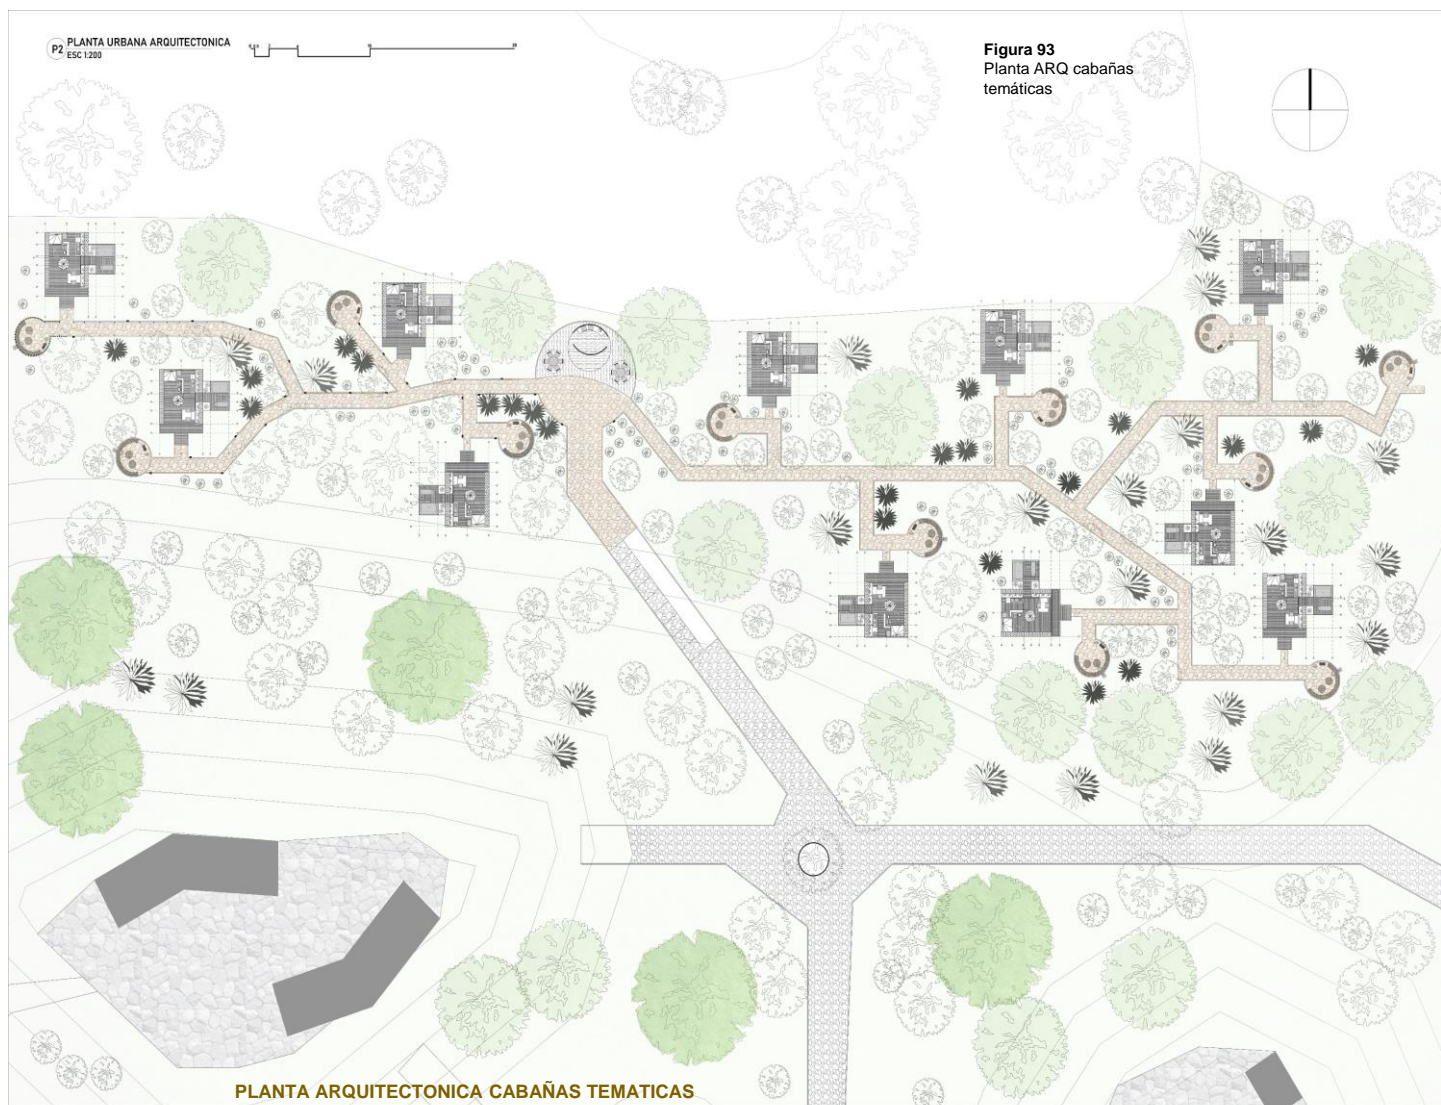 P2 PLANTA URBANA ARQUITECTONICA
ESC 1:200
Figura 93
Planta ARQ cabañas
temáticas
PLANTA ARQUITECTONICA CABAÑAS TEMATICAS